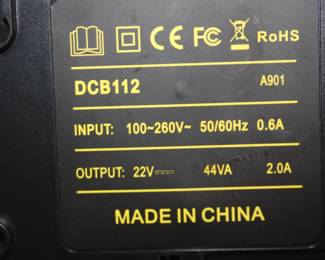 CE FC RoHS
DCB112 A901
INPUT: 100~260V~ 50/60Hz 0.6A
OUTPUT: 22V⎓ 44VA 2.0A
MADE IN CHINA